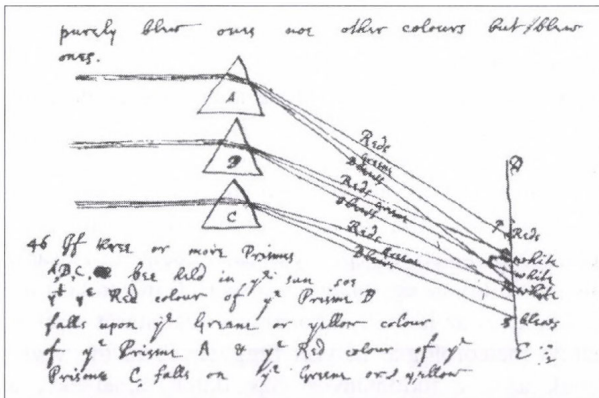 purely blew ones nor other colours but blew
ones.
A
Reds
Greene
Blews
B
Reds Greene
Blews
C
Reds
Greene
Blews
Reds
white
white
white
blews
46 If three or more Prisms
A, B, C, bee held in yᵉ sun soe
yᵗ yᵉ Red colour of yᵉ Prisme B
falls upon yᵉ Greene or yellow colour
of yᵉ Prisme A & yᵉ Red colour of yᵉ
Prisme C falls on yᵉ Greene or yellow